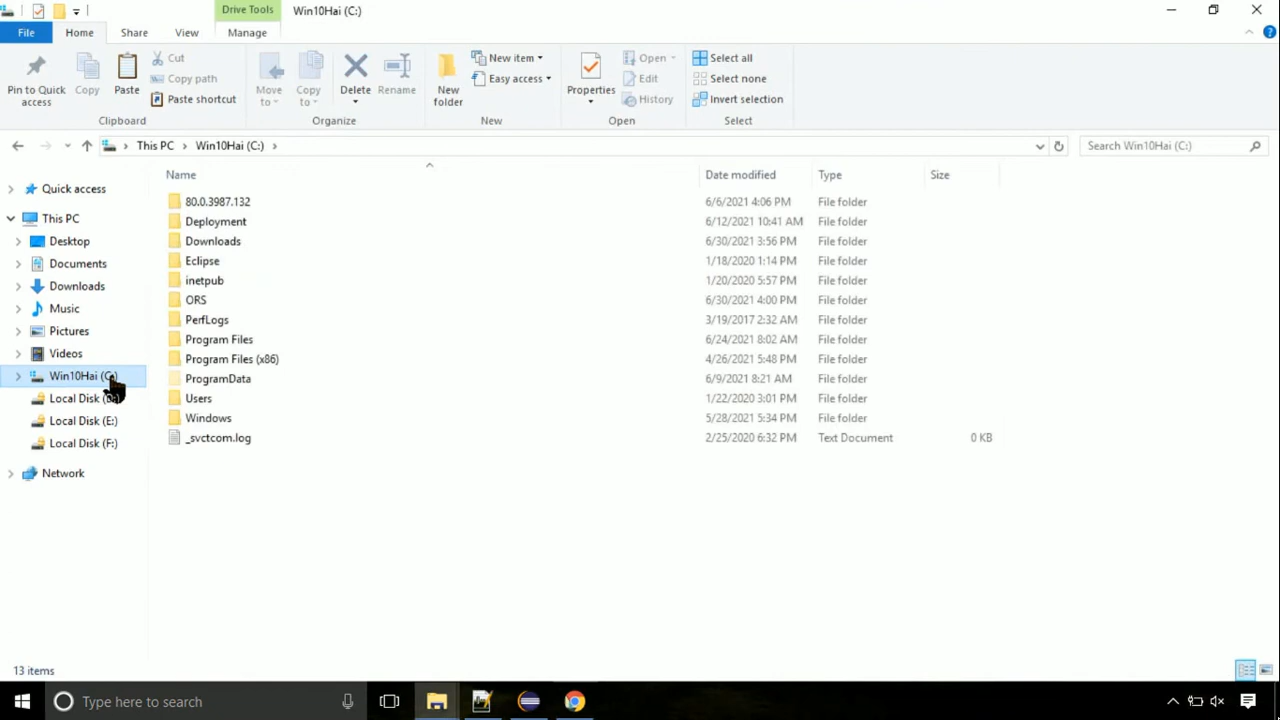 Drive Tools Win10Hai (C:)
File Home Share View Manage
Pin to Quick access
Copy
Paste
Cut
Copy path
Paste shortcut
Clipboard
Move to
Copy to
Delete
Rename
Organize
New folder
New item
Easy access
New
Properties
Open
Edit
History
Open
Select all
Select none
Invert selection
Select
This PC > Win10Hai (C:) >
Search Win10Hai (C:)
Quick access
This PC
Desktop
Documents
Downloads
Music
Pictures
Videos
Win10Hai (C:)
Local Disk
Local Disk (E:)
Local Disk (F:)
Network
Name Date modified Type Size
80.0.3987.132 6/6/2021 4:06 PM File folder
Deployment 6/12/2021 10:41 AM File folder
Downloads 6/30/2021 3:56 PM File folder
Eclipse 1/18/2020 1:14 PM File folder
inetpub 1/20/2020 5:57 PM File folder
ORS 6/30/2021 4:00 PM File folder
PerfLogs 3/19/2017 2:32 AM File folder
Program Files 6/24/2021 8:02 AM File folder
Program Files (x86) 4/26/2021 5:48 PM File folder
ProgramData 6/9/2021 8:21 AM File folder
Users 1/22/2020 3:01 PM File folder
Windows 5/28/2021 5:34 PM File folder
_svctcom.log 2/25/2020 6:32 PM Text Document 0 KB
13 items
Type here to search